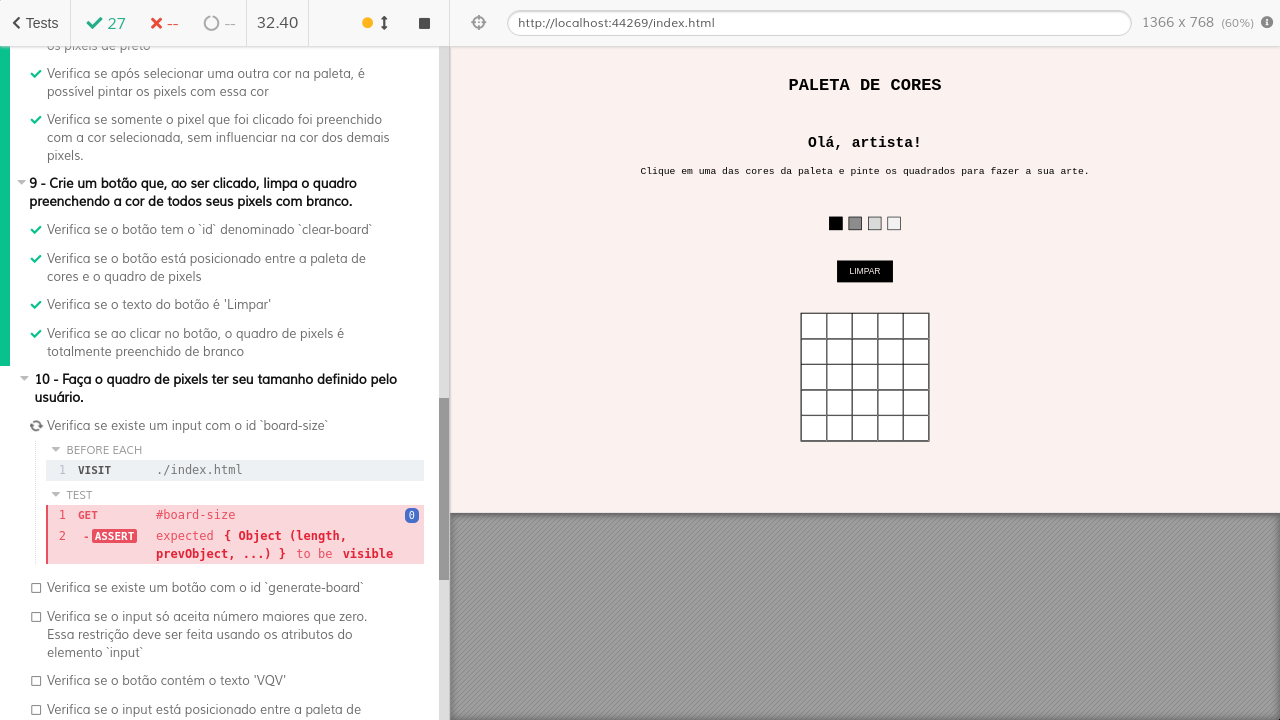 Tests
27
--
--
32.40
http://localhost:44269/index.html
1366 x 768 (60%)
os pixels de preto
Verifica se após selecionar uma outra cor na paleta, é
possível pintar os pixels com essa cor
Verifica se somente o pixel que foi clicado foi preenchido
com a cor selecionada, sem influenciar na cor dos demais
pixels.
9 - Crie um botão que, ao ser clicado, limpa o quadro
preenchendo a cor de todos seus pixels com branco.
Verifica se o botão tem o `id` denominado `clear-board`
Verifica se o botão está posicionado entre a paleta de
cores e o quadro de pixels
Verifica se o texto do botão é 'Limpar'
Verifica se ao clicar no botão, o quadro de pixels é
totalmente preenchido de branco
10 - Faça o quadro de pixels ter seu tamanho definido pelo
usuário.
Verifica se existe um input com o id `board-size`
BEFORE EACH
1 VISIT ./index.html
TEST
1 GET #board-size 0
2 -ASSERT expected { Object (length,
prevObject, ...) } to be visible
Verifica se existe um botão com o id `generate-board`
Verifica se o input só aceita número maiores que zero.
Essa restrição deve ser feita usando os atributos do
elemento `input`
Verifica se o botão contém o texto 'VQV'
Verifica se o input está posicionado entre a paleta de
PALETA DE CORES
Olá, artista!
Clique em uma das cores da paleta e pinte os quadrados para fazer a sua arte.
LIMPAR